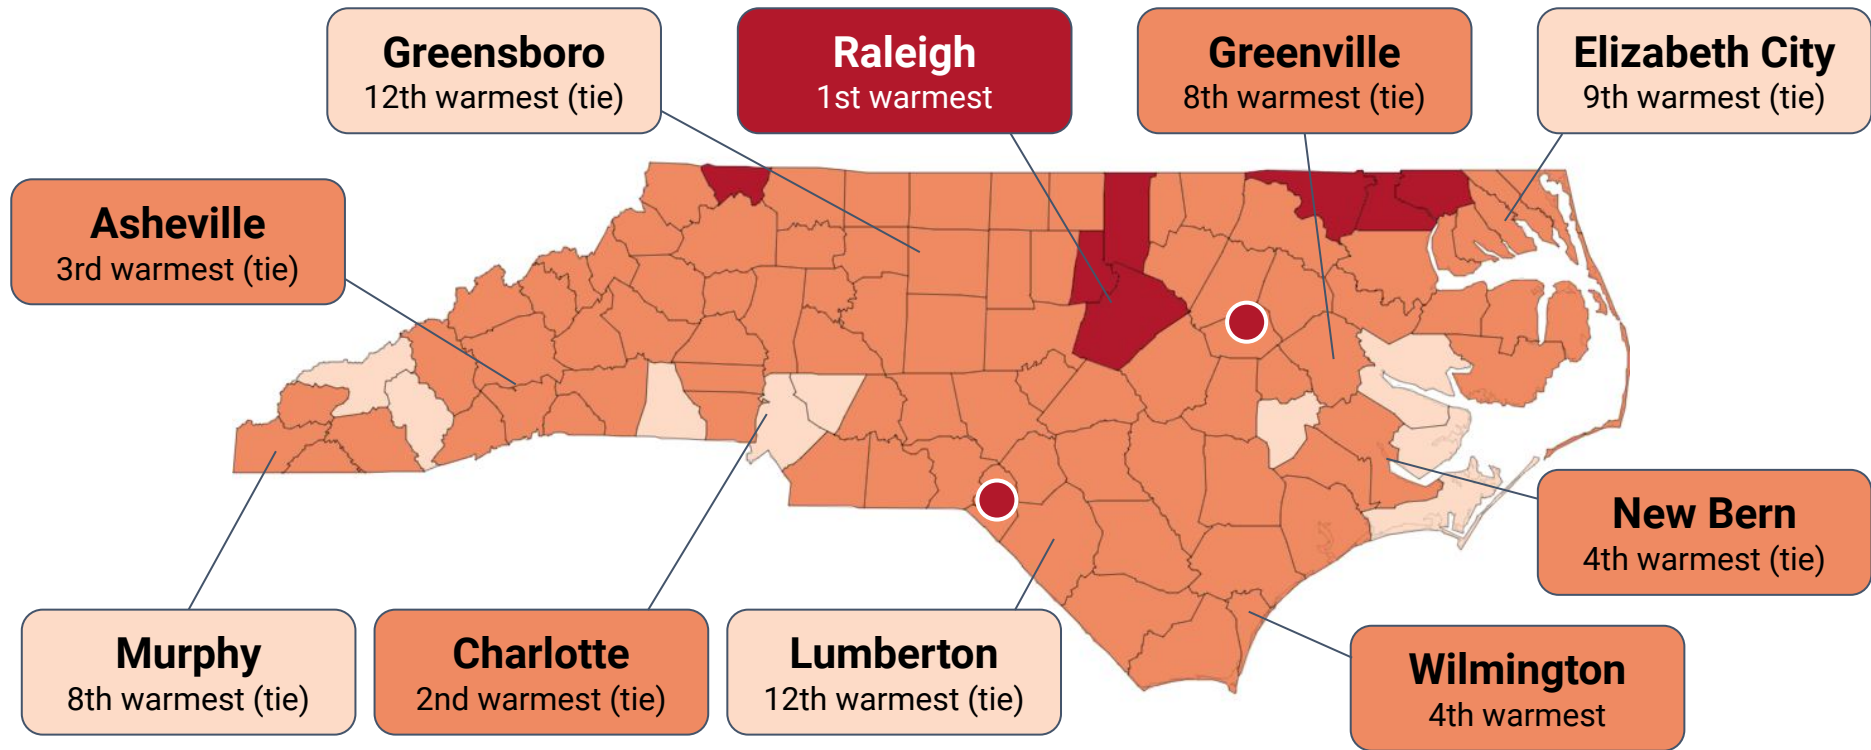 Greensboro
12th warmest (tie)
Raleigh
1st warmest
Greenville
8th warmest (tie)
Elizabeth City
9th warmest (tie)
Asheville
3rd warmest (tie)
New Bern
4th warmest (tie)
Murphy
8th warmest (tie)
Charlotte
2nd warmest (tie)
Lumberton
12th warmest (tie)
Wilmington
4th warmest